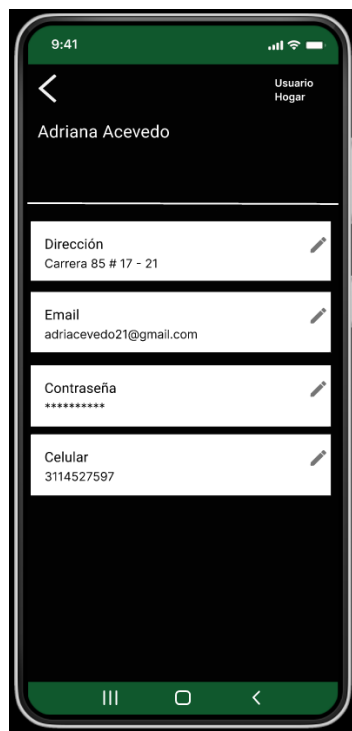 9:41
Usuario
Hogar
Adriana Acevedo
Dirección
Carrera 85 # 17 - 21
Email
adriacevedo21@gmail.com
Contraseña
**********
Celular
3114527597